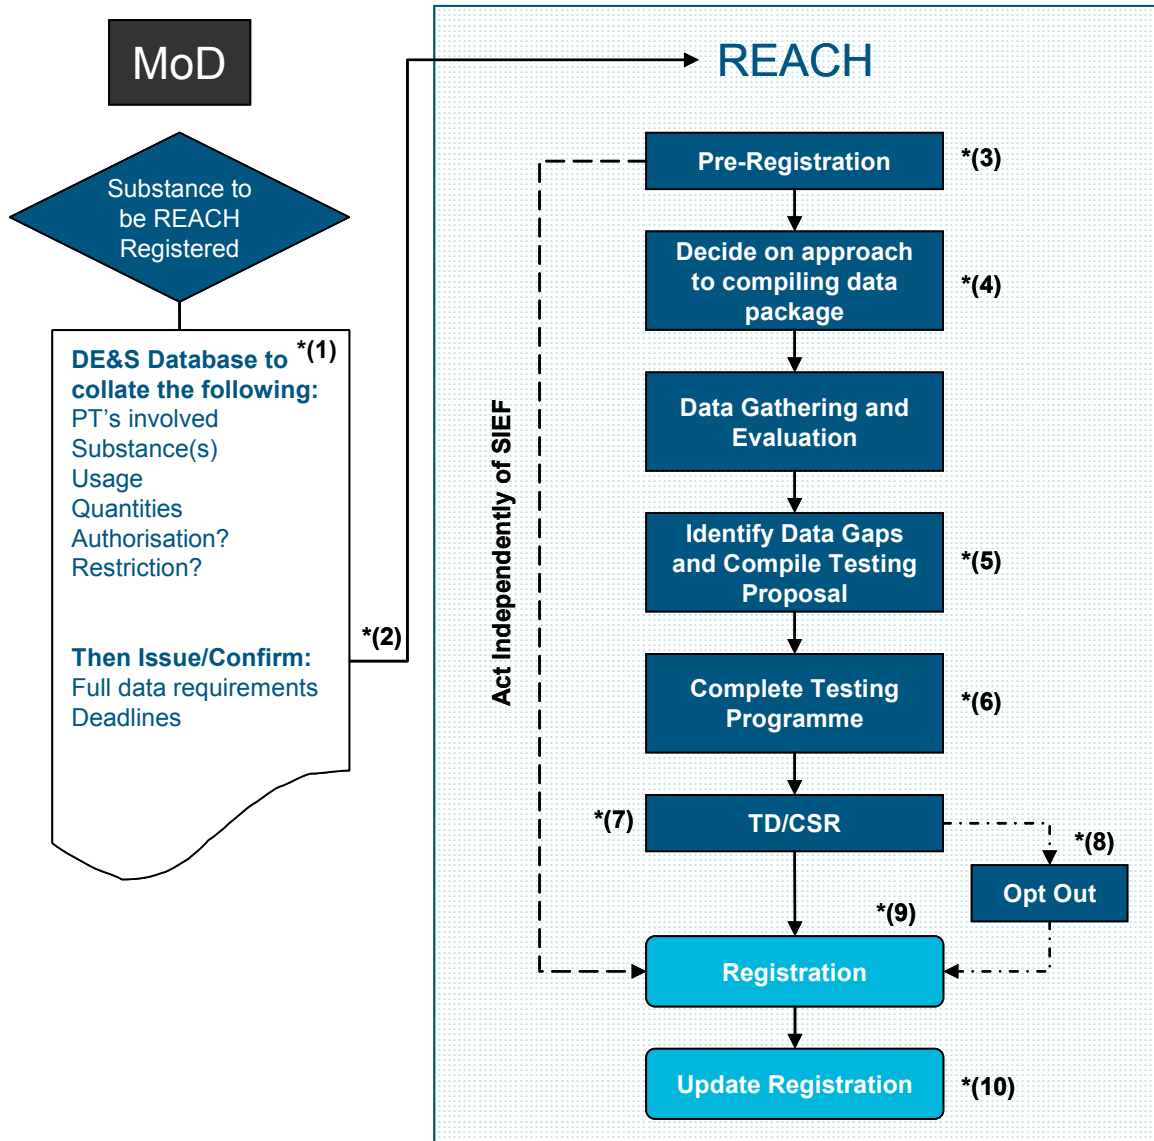 MoD
Substance to
be REACH
Registered
*(1)
DE&S Database to
collate the following:
PT's involved
Substance(s)
Usage
Quantities
Authorisation?
Restriction?
Then Issue/Confirm:
Full data requirements
Deadlines
*(2)
REACH
Pre-Registration
*(3)
Decide on approach
to compiling data
package
*(4)
Data Gathering and
Evaluation
Act Independently of SIEF
Identify Data Gaps
and Compile Testing
Proposal
*(5)
Complete Testing
Programme
*(6)
*(7)
TD/CSR
*(8)
Opt Out
*(9)
Registration
Update Registration
*(10)